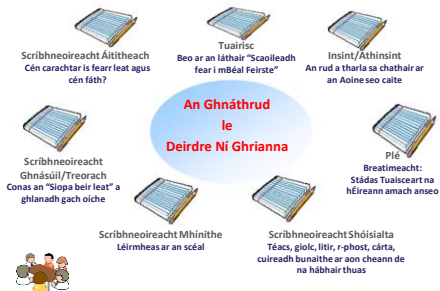 Scríbhneoireacht Áititheach
Cén carachtar is fearr leat agus
cén fáth?
Tuairisc
Beo ar an láthair "Scaoileadh
fear i mBéal Feirste"
Insint/Athinsint
An rud a tharla sa chathair ar
an Aoine seo caite
An Ghnáthrud
le
Deirdre Ní Ghrianna
Scríbhneoireacht
Ghnásúil/Treorach
Conas an "Siopa beir leat" a
ghlanadh gach oíche
Plé
Breatimeacht:
Stádas Tuaisceart na
hÉireann amach anseo
Scríbhneoireacht Mhínithe
Léirmheas ar an scéal
Scríbhneoireacht Shóisialta
Téacs, giolc, litir, r-phost, cárta,
cuireadh bunaithe ar aon cheann de
na hábhair thuas